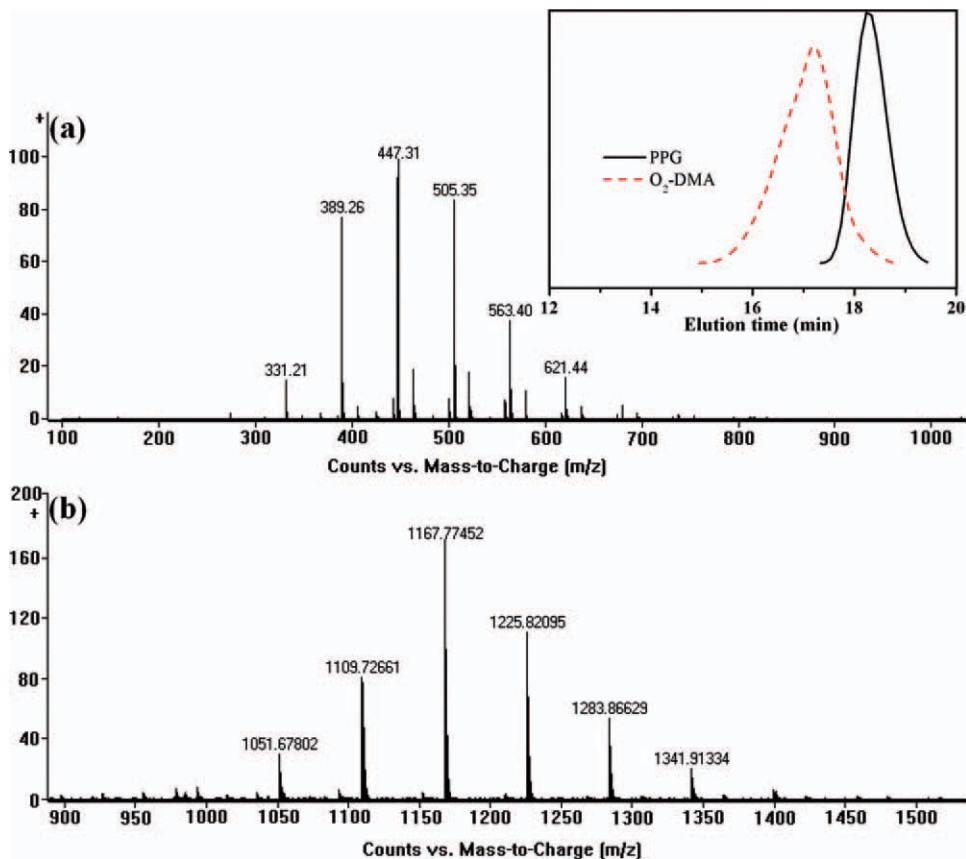 (a)
+
100
80
60
40
20
0
331.21
389.26
447.31
505.35
563.40
621.44
100 200 300 400 500 600 700 800 900 1000
Counts vs. Mass-to-Charge (m/z)
PPG
O₂-DMA
12 14 16 18 20
Elution time (min)
(b)
200
+
160
120
80
40
0
1051.67802
1109.72661
1167.77452
1225.82095
1283.86629
1341.91334
900 950 1000 1050 1100 1150 1200 1250 1300 1350 1400 1450 1500
Counts vs. Mass-to-Charge (m/z)